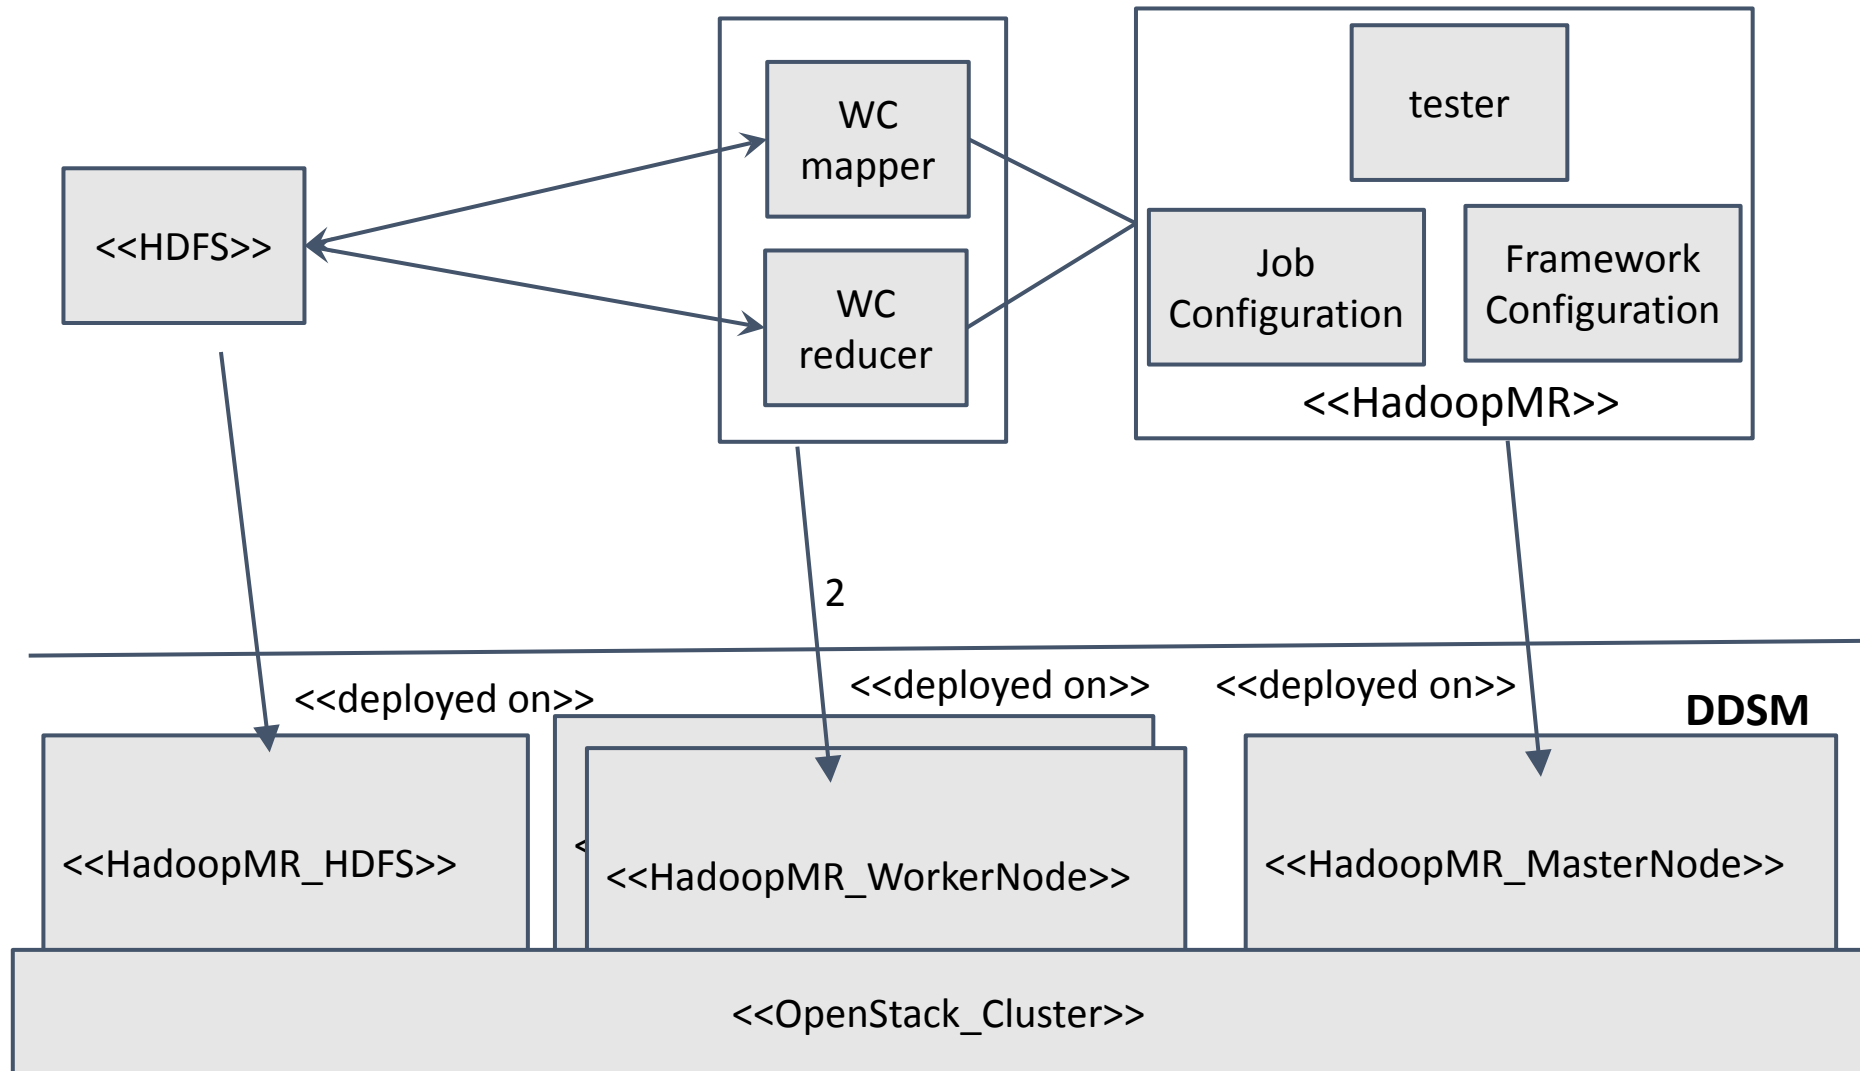 WC
mapper
tester
<<HDFS>>
WC
reducer
Job
Configuration
Framework
Configuration
<<HadoopMR>>
2
<<deployed on>>
<<deployed on>>
<<deployed on>>
DDSM
<<HadoopMR_HDFS>>
<
<<HadoopMR_WorkerNode>>
<<HadoopMR_MasterNode>>
<<OpenStack_Cluster>>